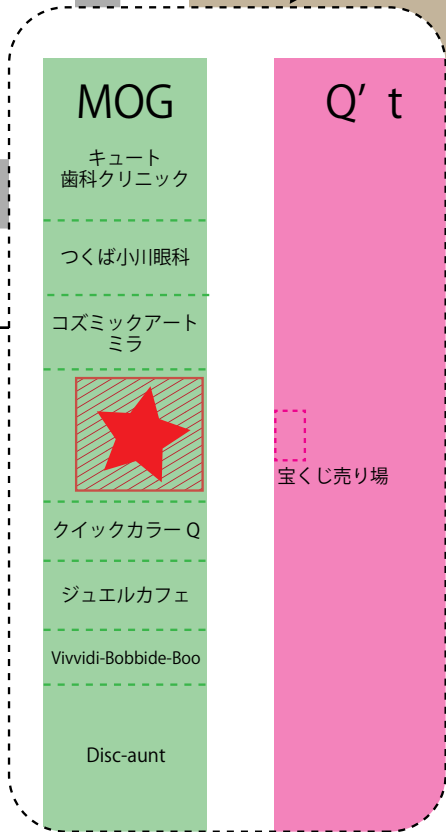 MOG
キュート
歯科クリニック
つくば小川眼科
コズミックアート
ミラ
クイックカラー Q
ジュエルカフェ
Vivvidi-Bobbide-Boo
Disc-aunt
Q’ t
宝くじ売り場